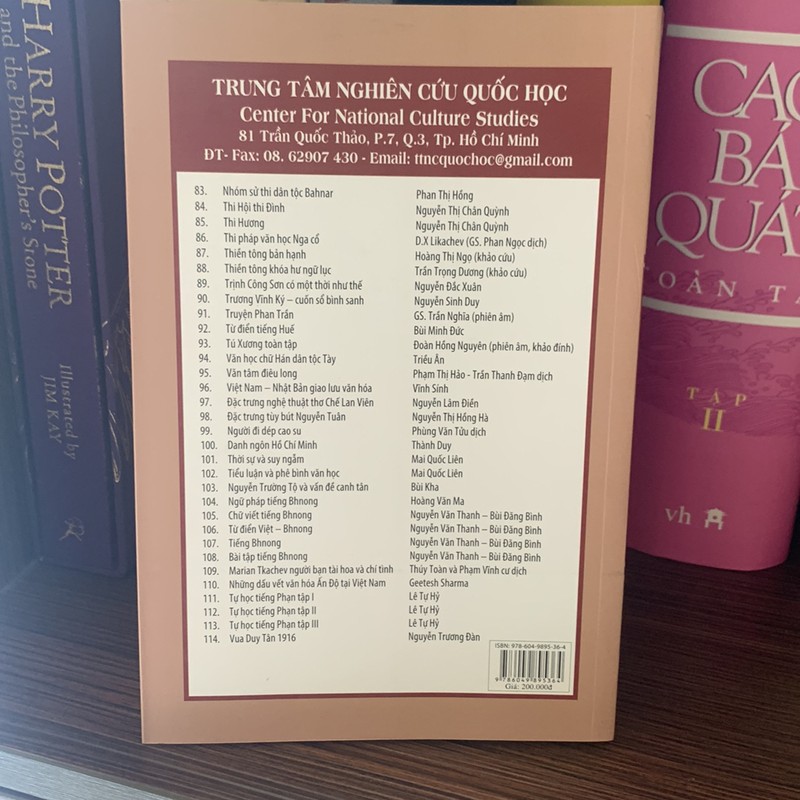 HARRY POTTER
and the Philosopher's Stone
Illustrated by
JIM KAY
TRUNG TÂM NGHIÊN CỨU QUỐC HỌC
Center For National Culture Studies
81 Trần Quốc Thảo, P.7, Q.3, Tp. Hồ Chí Minh
ĐT- Fax: 08. 62907 430 - Email: ttncquochoc@gmail.com
83. Nhóm sử thi dân tộc Bahnar Phan Thị Hồng
84. Thi Hội thi Đình Nguyễn Thị Chân Quỳnh
85. Thi Hương Nguyễn Thị Chân Quỳnh
86. Thi pháp văn học Nga cổ D.X Likachev (GS. Phan Ngọc dịch)
87. Thiền tông bản hạnh Hoàng Thị Ngọ (khảo cứu)
88. Thiền tông khóa hư ngữ lục Trần Trọng Dương (khảo cứu)
89. Trịnh Công Sơn có một thời như thế Nguyễn Đắc Xuân
90. Trương Vĩnh Ký – cuốn sổ bình sanh Nguyễn Sinh Duy
91. Truyện Phan Trần GS. Trần Nghĩa (phiên âm)
92. Từ điển tiếng Huế Bùi Minh Đức
93. Tú Xương toàn tập Đoàn Hồng Nguyên (phiên âm, khảo đính)
94. Văn học chữ Hán dân tộc Tày Triều Ân
95. Văn tâm điêu long Phạm Thị Hảo - Trần Thanh Đạm dịch
96. Việt Nam – Nhật Bản giao lưu văn hóa Vĩnh Sính
97. Đặc trưng nghệ thuật thơ Chế Lan Viên Nguyễn Lâm Điền
98. Đặc trưng tùy bút Nguyễn Tuân Nguyễn Thị Hồng Hà
99. Người đi dép cao su Phùng Văn Tửu dịch
100. Danh ngôn Hồ Chí Minh Thành Duy
101. Thời sự và suy ngẫm Mai Quốc Liên
102. Tiểu luận và phê bình văn học Mai Quốc Liên
103. Nguyễn Trường Tộ và vấn đề canh tân Bùi Kha
104. Ngữ pháp tiếng Bhnong Hoàng Văn Ma
105. Chữ viết tiếng Bhnong Nguyễn Văn Thanh – Bùi Đăng Bình
106. Từ điển Việt – Bhnong Nguyễn Văn Thanh – Bùi Đăng Bình
107. Tiếng Bhnong Nguyễn Văn Thanh – Bùi Đăng Bình
108. Bài tập tiếng Bhnong Nguyễn Văn Thanh – Bùi Đăng Bình
109. Marian Tkachev người bạn tài hoa và chí tình Thúy Toàn và Phạm Vĩnh cư dịch
110. Những dấu vết văn hóa Ấn Độ tại Việt Nam Geetesh Sharma
111. Tự học tiếng Phạn tập I Lê Tự Hỷ
112. Tự học tiếng Phạn tập II Lê Tự Hỷ
113. Tự học tiếng Phạn tập III Lê Tự Hỷ
114. Vua Duy Tân 1916 Nguyễn Trương Đàn
ISBN: 978-604-9895-36-4
9 786049 895364
Giá: 200.000đ
CAO
BÁ
QUÁT
TOÀN TẬP
TẬP
II
vh